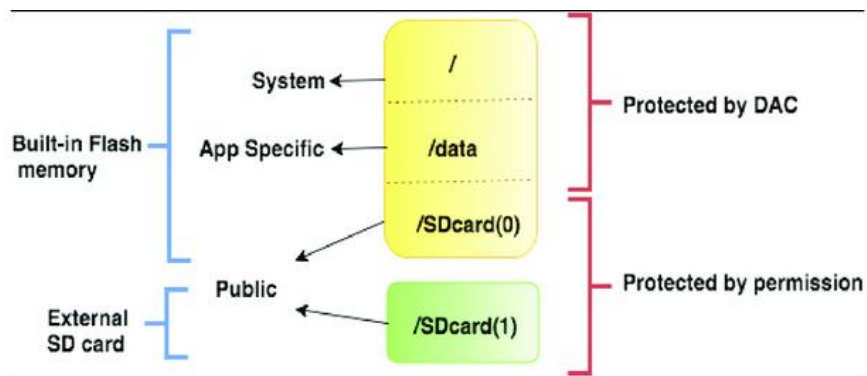 /
System
Protected by DAC
Built-in Flash
memory
App Specific
/data
/SDcard(0)
Public
Protected by permission
External
SD card
/SDcard(1)